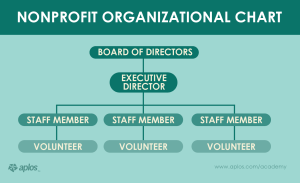 NONPROFIT ORGANIZATIONAL CHART
BOARD OF DIRECTORS
EXECUTIVE
DIRECTOR
STAFF MEMBER STAFF MEMBER STAFF MEMBER
VOLUNTEER VOLUNTEER VOLUNTEER
aplos www.aplos.com/academy